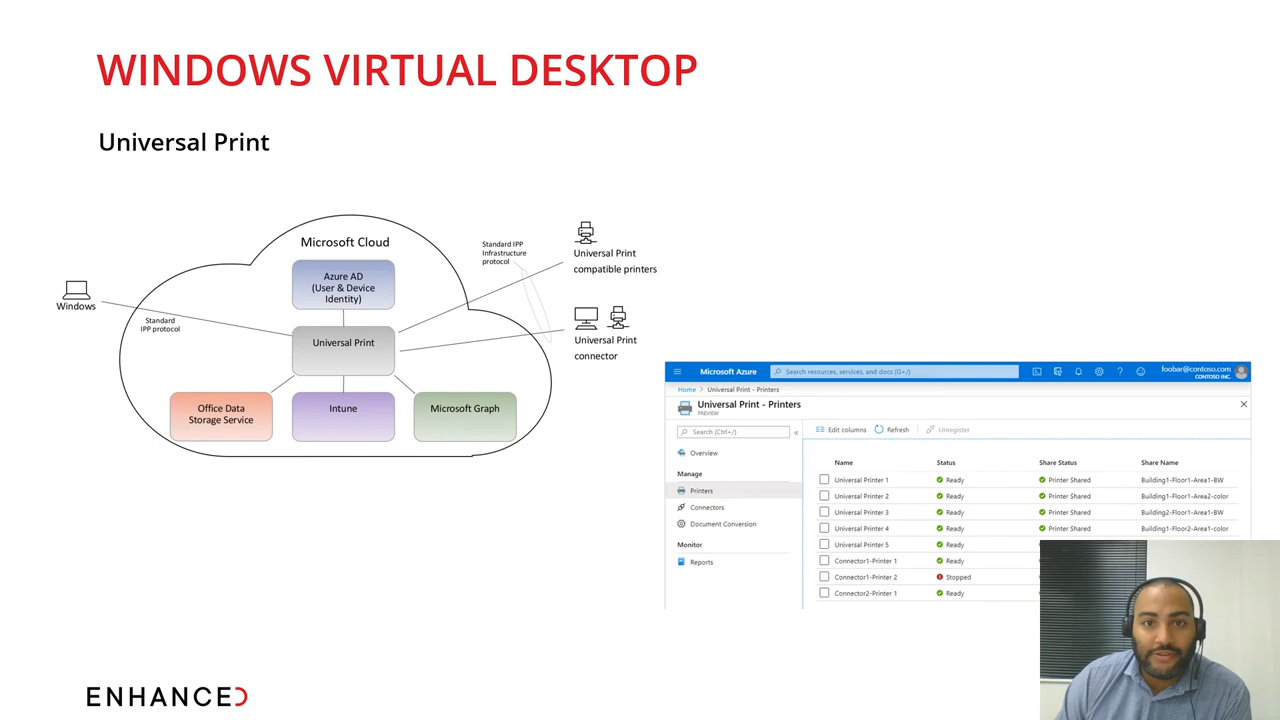 WINDOWS VIRTUAL DESKTOP
Universal Print
Microsoft Cloud
Azure AD
(User & Device
Identity)
Universal Print
Office Data
Storage Service
Intune
Microsoft Graph
Windows
Standard
IPP protocol
Standard IPP
Infrastructure
protocol
Universal Print
compatible printers
Universal Print
connector
Microsoft Azure
Search resources, services, and docs (G+/)
foobar@contoso.com
CONTOSO INC.
Home > Universal Print - Printers
Universal Print - Printers
PREVIEW
Search (Ctrl+/)
Overview
Manage
Printers
Connectors
Document Conversion
Monitor
Reports
Edit columns Refresh Unregister
Name Status Share Status Share Name
Universal Printer 1 Ready Printer Shared Building1-Floor1-Area1-BW
Universal Printer 2 Ready Printer Shared Building1-Floor1-Area2-color
Universal Printer 3 Ready Printer Shared Building2-Floor1-Area1-BW
Universal Printer 4 Ready Printer Shared Building1-Floor2-Area1-color
Universal Printer 5 Ready
Connector1-Printer 1 Ready
Connector1-Printer 2 Stopped
Connector2-Printer 1 Ready
ENHANCED